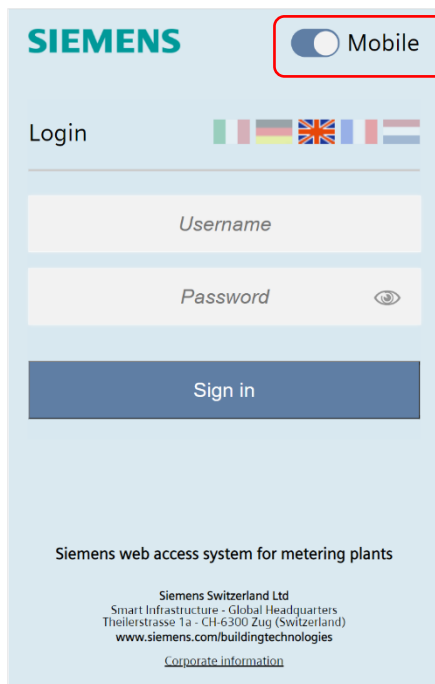 SIEMENS
Mobile
Login
Username
Password
Sign in
Siemens web access system for metering plants
Siemens Switzerland Ltd
Smart Infrastructure - Global Headquarters
Theilerstrasse 1a - CH-6300 Zug (Switzerland)
www.siemens.com/buildingtechnologies
Corporate information